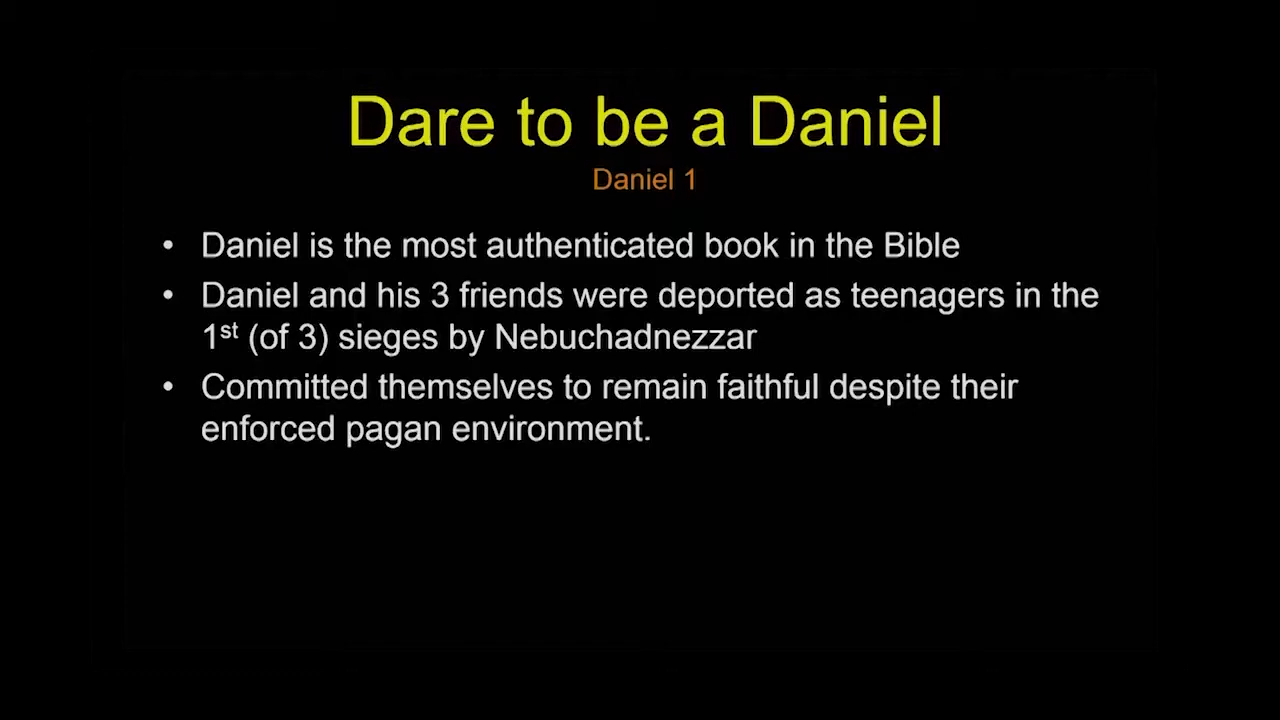 Dare to be a Daniel
Daniel 1
• Daniel is the most authenticated book in the Bible
• Daniel and his 3 friends were deported as teenagers in the
1st (of 3) sieges by Nebuchadnezzar
• Committed themselves to remain faithful despite their
enforced pagan environment.